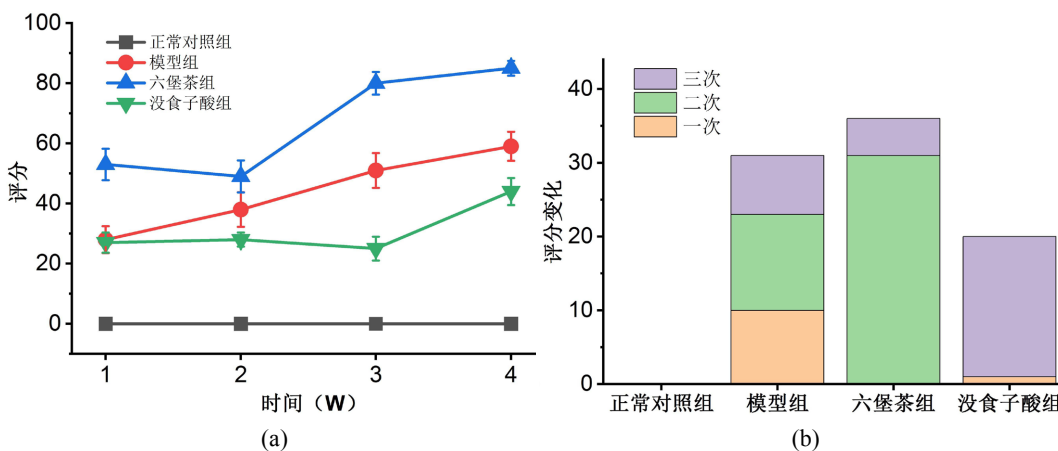 100
80
60
40
20
0
评分
正常对照组
模型组
六堡茶组
没食子酸组
1 2 3 4
时间（W）
(a)
40
30
20
10
0
评分变化
三次
二次
一次
正常对照组 模型组 六堡茶组 没食子酸组
(b)